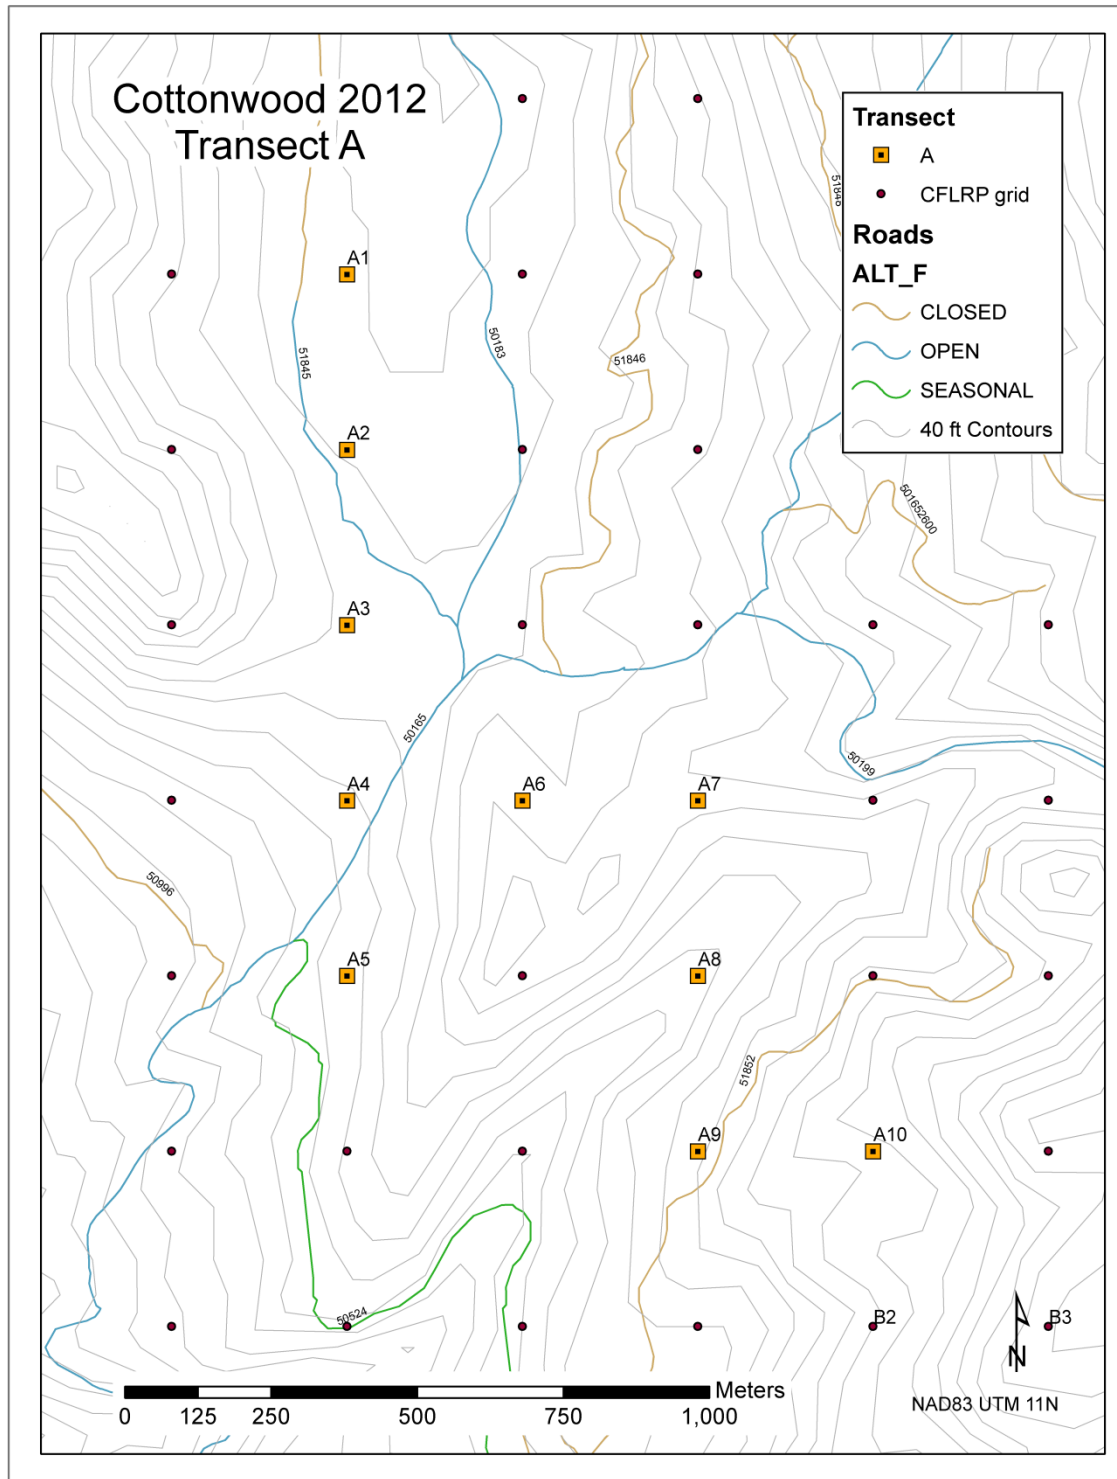 Cottonwood 2012
Transect A
Transect
A
CFLRP grid
Roads
ALT_F
CLOSED
OPEN
SEASONAL
40 ft Contours
51846
A1
50183
51845
51846
A2
501652600
A3
50165
50199
A4
A6
A7
50996
A5
A8
51852
A9
A10
50524
B2
B3
N
Meters
0 125 250 500 750 1,000
NAD83 UTM 11N